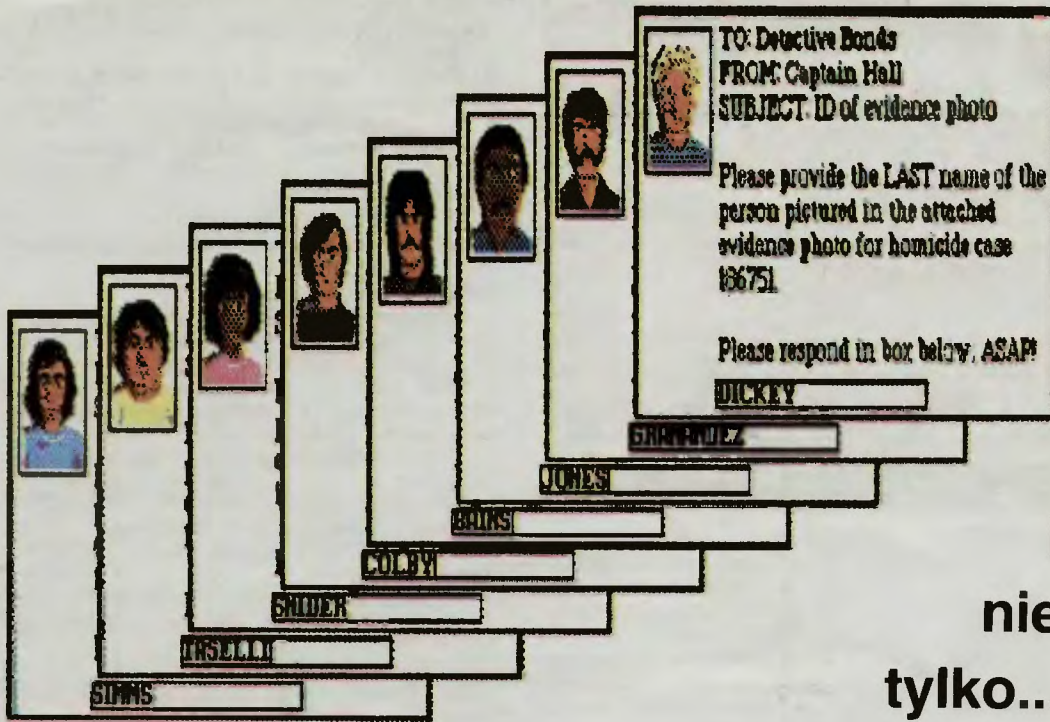 TO: Detective Bonds
FROM: Captain Hall
SUBJECT: ID of evidence photo
Please provide the LAST name of the
person pictured in the attached
evidence photo for homicide case
Please respond in box below, ASAP!
DICKEY
GRANANDEZ
JONES
BAINS
COLBY
SNIDER
TASELLI
SIMMS
nie
tylko..